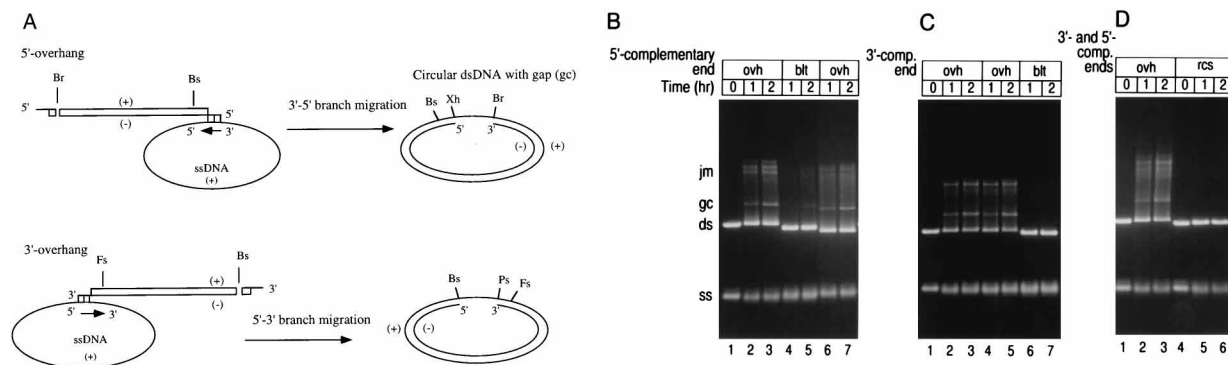 A
5'-overhang
Br
Bs
5'
(+)
5'
(-)
5'
3'
ssDNA
(+)
3'-5' branch migration
Circular dsDNA with gap (gc)
Bs
Xh
Br
5'
3'
(-)
(+)
3'-overhang
Fs
Bs
3'
(+)
3'
(-)
5'
3'
ssDNA
(+)
5'-3' branch migration
Bs
Ps
Fs
5'
3'
(+)
(-)
B
5'-complementary
end
ovh blt ovh
Time (hr) 0 1 2 1 2 1 2
jm
gc
ds
ss
1 2 3 4 5 6 7
C
3'-comp.
end
ovh ovh blt
0 1 2 1 2 1 2
1 2 3 4 5 6 7
D
3'- and 5'-
comp.
ends
ovh rcs
0 1 2 0 1 2
1 2 3 4 5 6